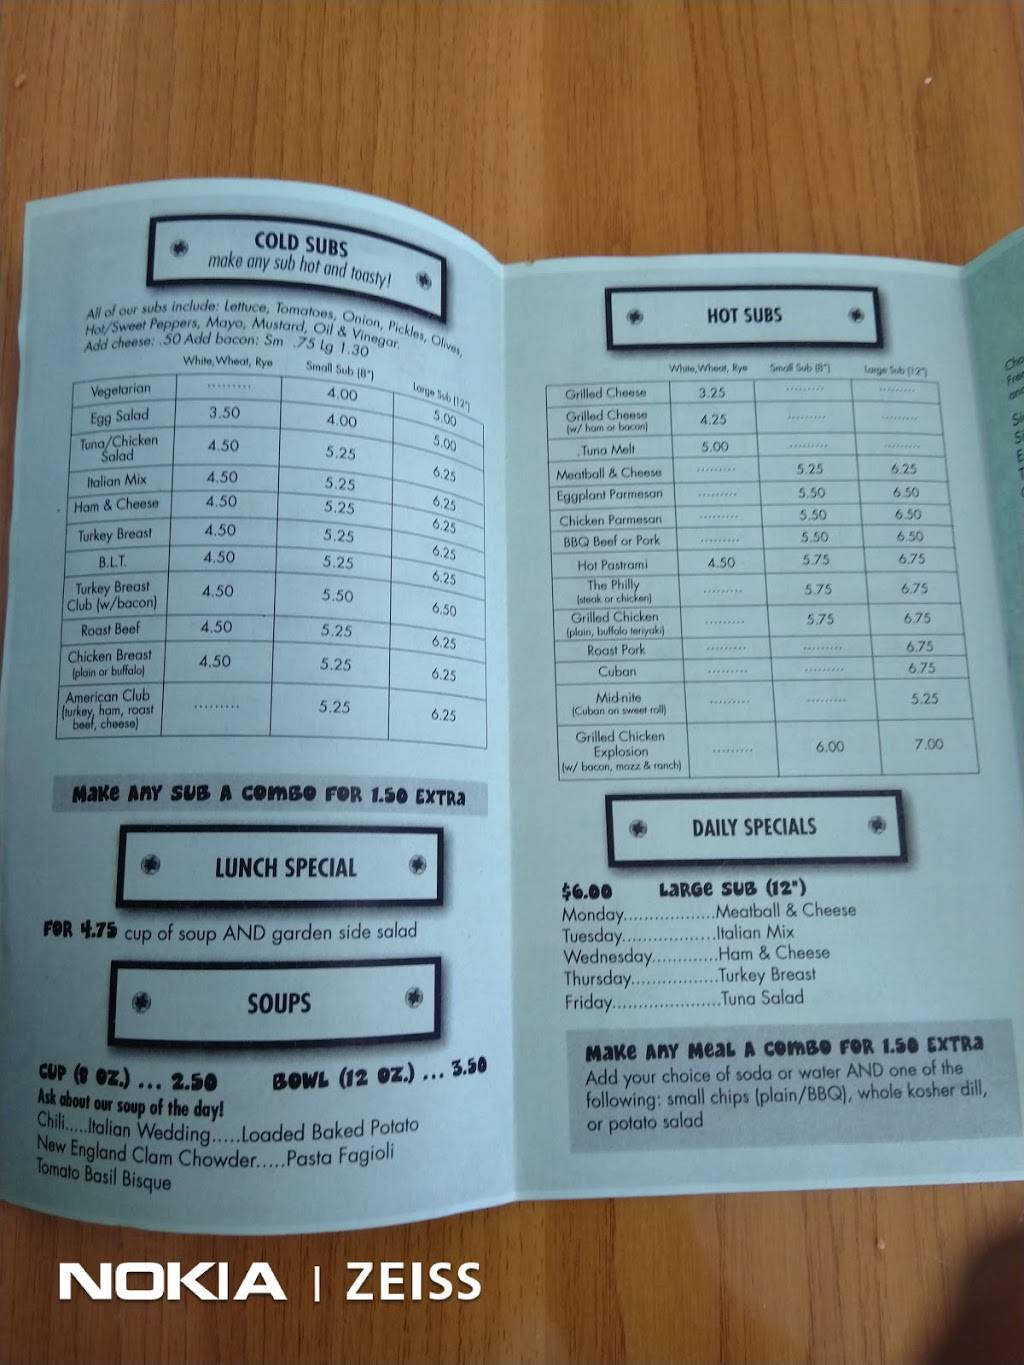 COLD SUBS
make any sub hot and toasty!
All of our subs include: Lettuce, Tomatoes, Onion, Pickles, Olives,
Hot/Sweet Peppers, Mayo, Mustard, Oil & Vinegar.
Add cheese: .50 Add bacon: Sm .75 Lg 1.30
White, Wheat, Rye Small Sub (8") Large Sub (12")
Vegetarian ......... 4.00 5.00
Egg Salad 3.50 4.00 5.00
Tuna/Chicken
Salad 4.50 5.25 6.25
Italian Mix 4.50 5.25 6.25
Ham & Cheese 4.50 5.25 6.25
Turkey Breast 4.50 5.25 6.25
B.L.T. 4.50 5.25 6.25
Turkey Breast
Club (w/bacon) 4.50 5.50 6.50
Roast Beef 4.50 5.25 6.25
Chicken Breast
(plain or buffalo) 4.50 5.25 6.25
American Club
(turkey, ham, roast
beef, cheese) ......... 5.25 6.25
Make any sub a combo for 1.50 extra
LUNCH SPECIAL
For 4.75 cup of soup AND garden side salad
SOUPS
Cup (8 oz.) ... 2.50 Bowl (12 oz.) ... 3.50
Ask about our soup of the day!
Chili.....Italian Wedding.....Loaded Baked Potato
New England Clam Chowder.....Pasta Fagioli
Tomato Basil Bisque
HOT SUBS
White, Wheat, Rye Small Sub (8") Large Sub (12")
Grilled Cheese 3.25 ......... .........
Grilled Cheese
(w/ ham or bacon) 4.25 ......... .........
Tuna Melt 5.00 ......... .........
Meatball & Cheese ......... 5.25 6.25
Eggplant Parmesan ......... 5.50 6.50
Chicken Parmesan ......... 5.50 6.50
BBQ Beef or Pork ......... 5.50 6.50
Hot Pastrami 4.50 5.75 6.75
The Philly
(steak or chicken) ......... 5.75 6.75
Grilled Chicken
(plain, buffalo teriyaki) ......... 5.75 6.75
Roast Pork ......... ......... 6.75
Cuban ......... ......... 6.75
Mid-nite
(Cuban on sweet roll) ......... ......... 5.25
Grilled Chicken
Explosion
(w/ bacon, mozz & ranch) ......... 6.00 7.00
DAILY SPECIALS
$6.00 Large Sub (12")
Monday..................Meatball & Cheese
Tuesday..................Italian Mix
Wednesday.............Ham & Cheese
Thursday.................Turkey Breast
Friday......................Tuna Salad
Make any meal a combo for 1.50 extra
Add your choice of soda or water AND one of the
following: small chips (plain/BBQ), whole kosher dill,
or potato salad
NOKIA | ZEISS